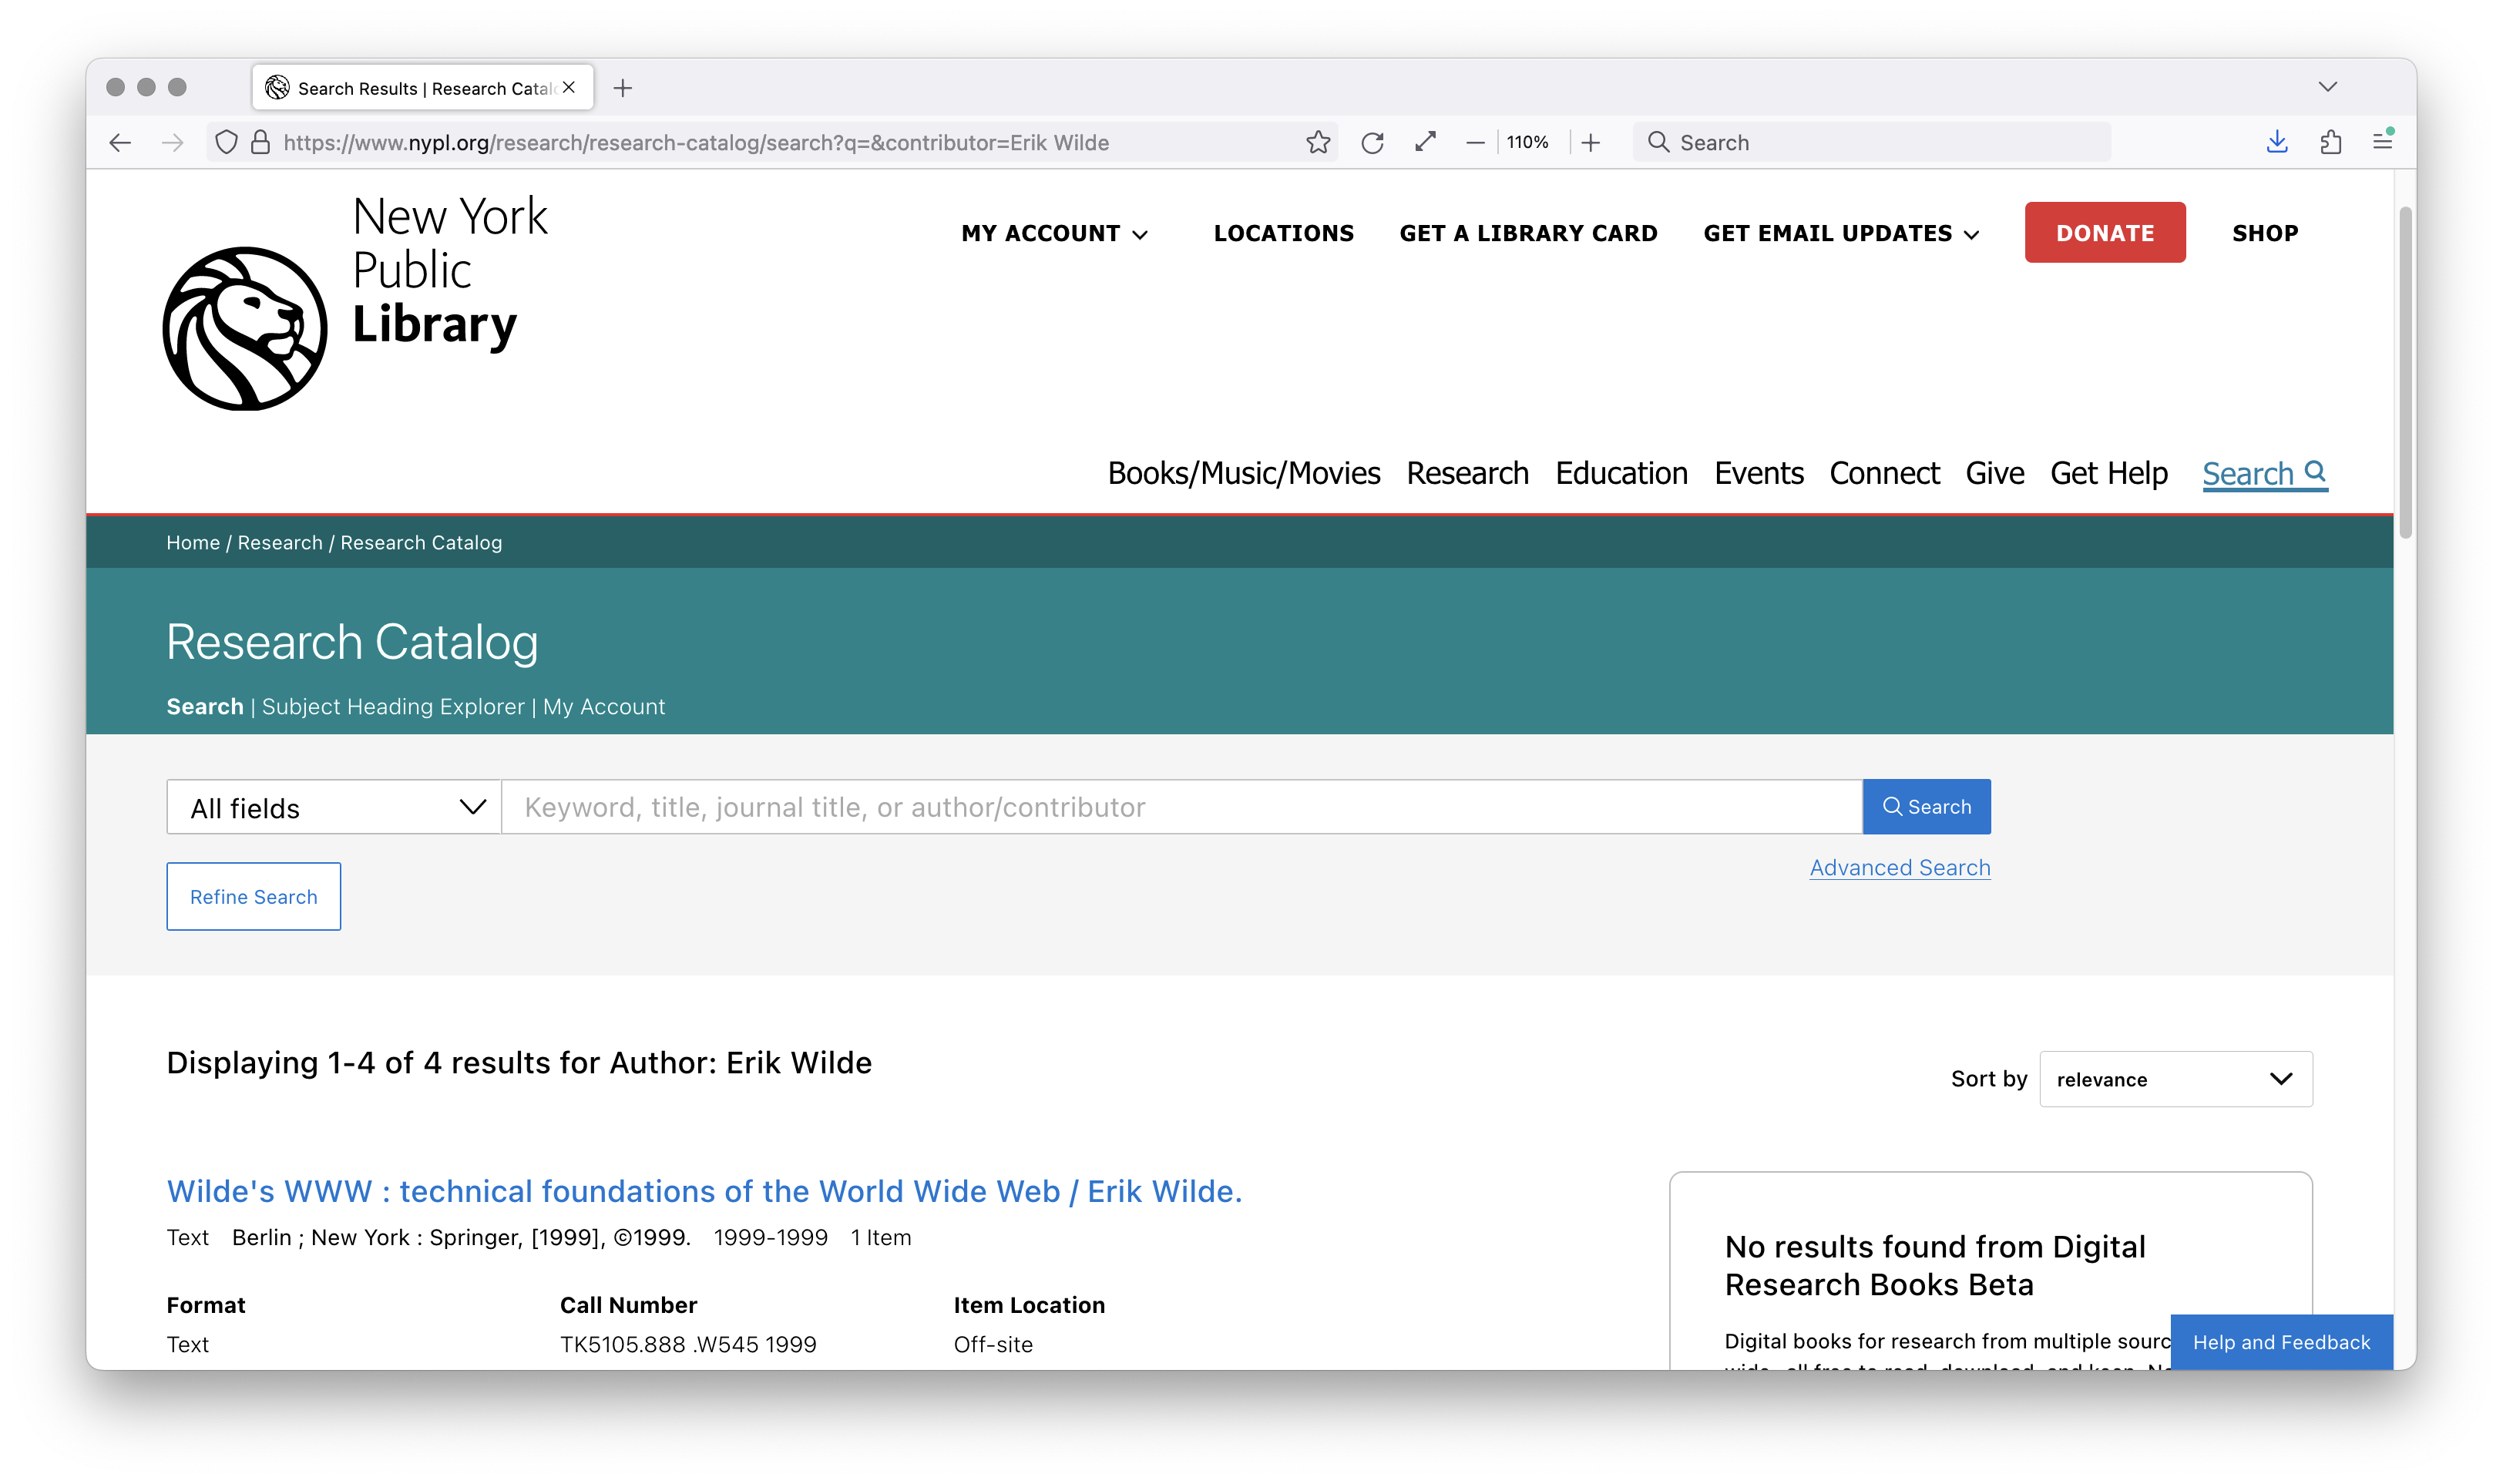 Search Results | Research Catal
https://www.nypl.org/research/research-catalog/search?q=&contributor=Erik Wilde
110%
Search
New York
Public
Library
MY ACCOUNT LOCATIONS GET A LIBRARY CARD GET EMAIL UPDATES DONATE SHOP
Books/Music/Movies Research Education Events Connect Give Get Help Search
Home / Research / Research Catalog
Research Catalog
Search | Subject Heading Explorer | My Account
All fields
Keyword, title, journal title, or author/contributor
Search
Advanced Search
Refine Search
Displaying 1-4 of 4 results for Author: Erik Wilde
Sort by relevance
Wilde's WWW : technical foundations of the World Wide Web / Erik Wilde.
Text Berlin ; New York : Springer, [1999], ©1999. 1999-1999 1 Item
Format Call Number Item Location
Text TK5105.888 .W545 1999 Off-site
No results found from Digital
Research Books Beta
Digital books for research from multiple sourc
Help and Feedback